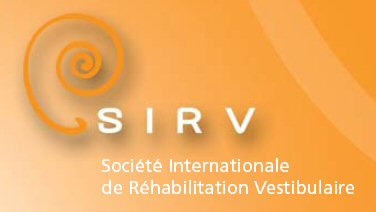 SIRV
Société Internationale
de Réhabilitation Vestibulaire